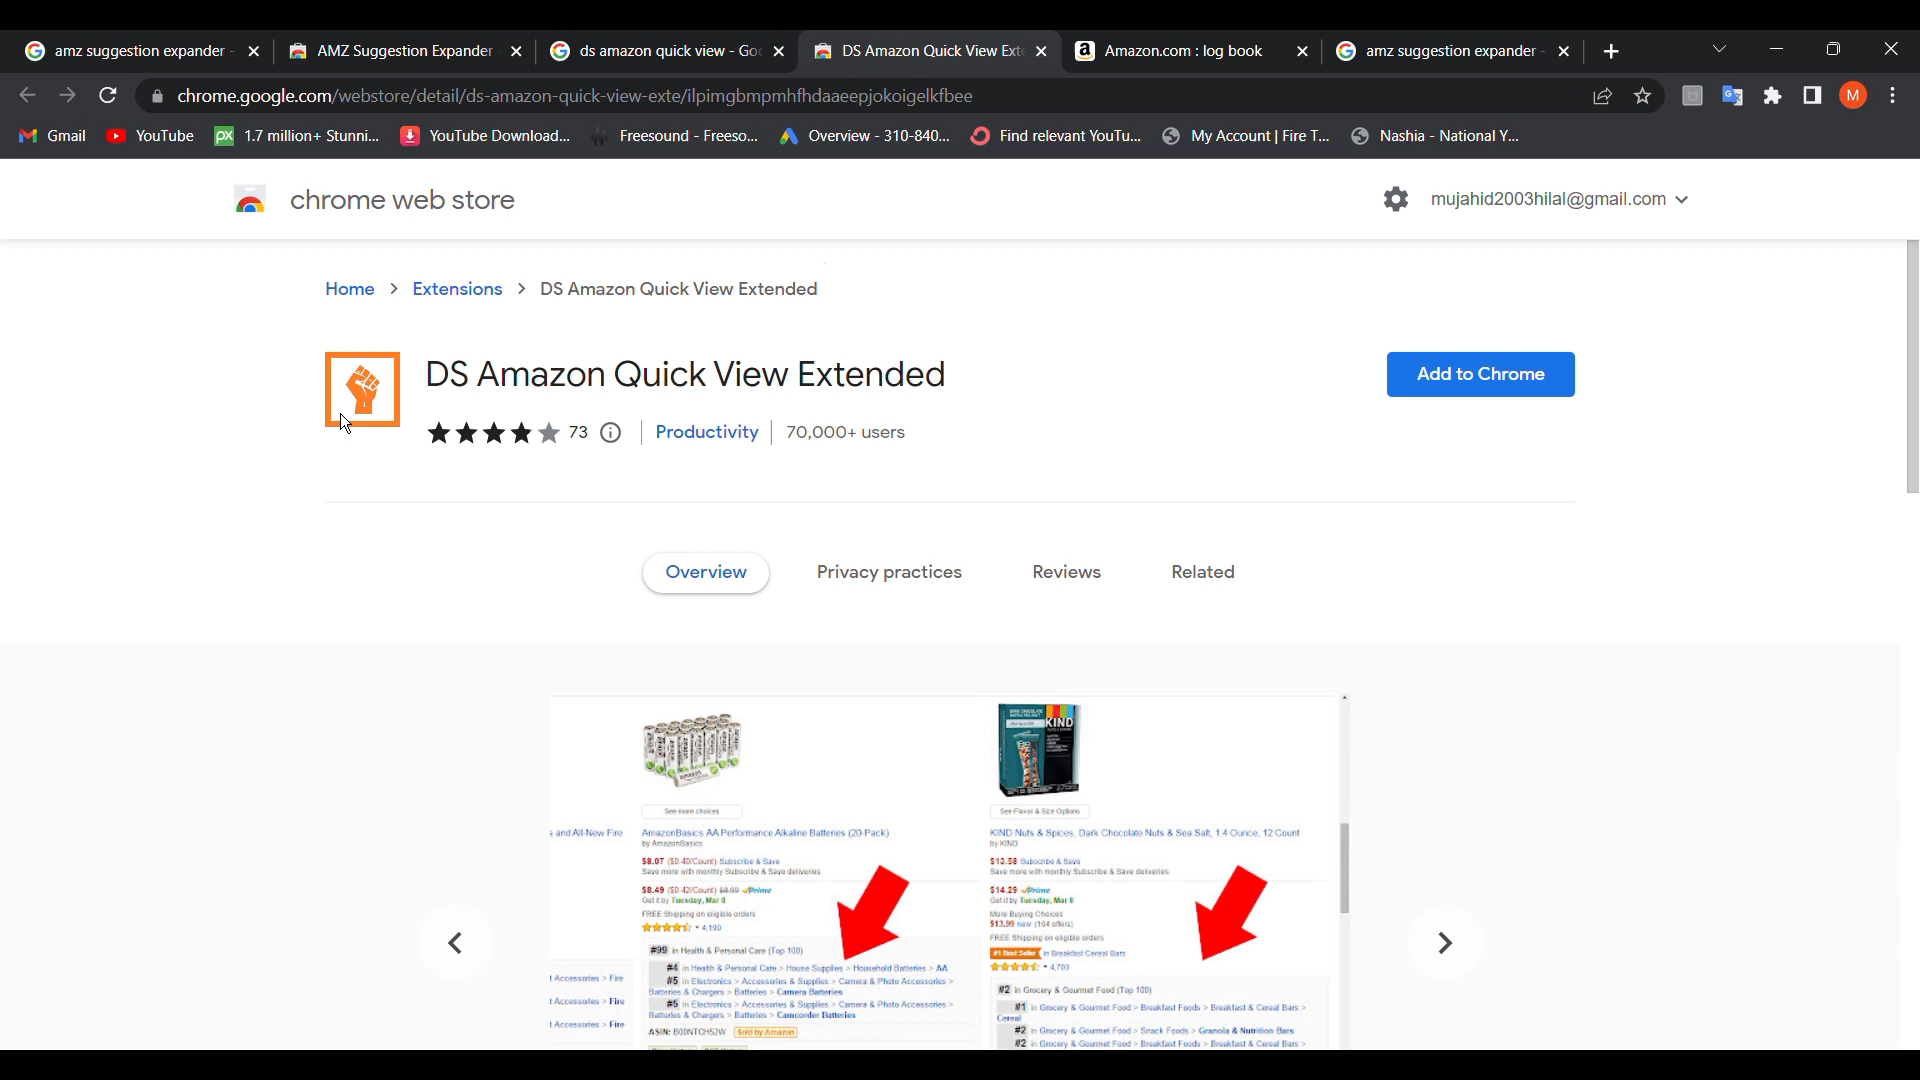 amz suggestion expander -
AMZ Suggestion Expander
ds amazon quick view - Goo
DS Amazon Quick View Exte
Amazon.com : log book
amz suggestion expander -
chrome.google.com/webstore/detail/ds-amazon-quick-view-exte/ilpimgbmpmhfhdaaeepjokoigelkfbee
M
Gmail
YouTube
1.7 million+ Stunni...
YouTube Download...
Freesound - Freeso...
Overview - 310-840...
Find relevant YouTu...
My Account | Fire T...
Nashia - National Y...
chrome web store
mujahid2003hilal@gmail.com
Home > Extensions > DS Amazon Quick View Extended
DS Amazon Quick View Extended
Add to Chrome
73
Productivity
70,000+ users
Overview
Privacy practices
Reviews
Related
KIND
See more choices
See Flavor & Size Options
s and All-New Fire
AmazonBasics AA Performance Alkaline Batteries (20-Pack)
by AmazonBasics
$8.07 ($0.40/Count) Subscribe & Save
Save more with monthly Subscribe & Save deliveries.
$8.49 ($0.42/Count) $8.99 Prime
Get it by Tuesday, Mar 8
FREE Shipping on eligible orders
4,190
#99 in Health & Personal Care (Top 100)
#4 in Health & Personal Care > House Supplies > Household Batteries > AA
#5 in Electronics > Accessories & Supplies > Camera & Photo Accessories >
Batteries & Chargers > Batteries > Camera Batteries
#5 in Electronics > Accessories & Supplies > Camera & Photo Accessories >
Batteries & Chargers > Batteries > Camcorder Batteries
ASIN: B00NTCH52W Sold by Amazon
t Accessories > Fire
t Accessories > Fire
t Accessories > Fire
KIND Nuts & Spices, Dark Chocolate Nuts & Sea Salt, 1.4 Ounce, 12 Count
by KIND
$13.58 Subscribe & Save
Save more with monthly Subscribe & Save deliveries.
$14.29 Prime
Get it by Tuesday, Mar 8
More Buying Choices
$13.99 new (104 offers)
FREE Shipping on eligible orders
#1 Best Seller in Breakfast Cereal Bars
4,703
#2 in Grocery & Gourmet Food (Top 100)
#1 in Grocery & Gourmet Food > Breakfast Foods > Breakfast & Cereal Bars >
Cereal
#2 in Grocery & Gourmet Food > Snack Foods > Granola & Nutrition Bars
#2 in Grocery & Gourmet Food > Breakfast Foods > Breakfast & Cereal Bars >